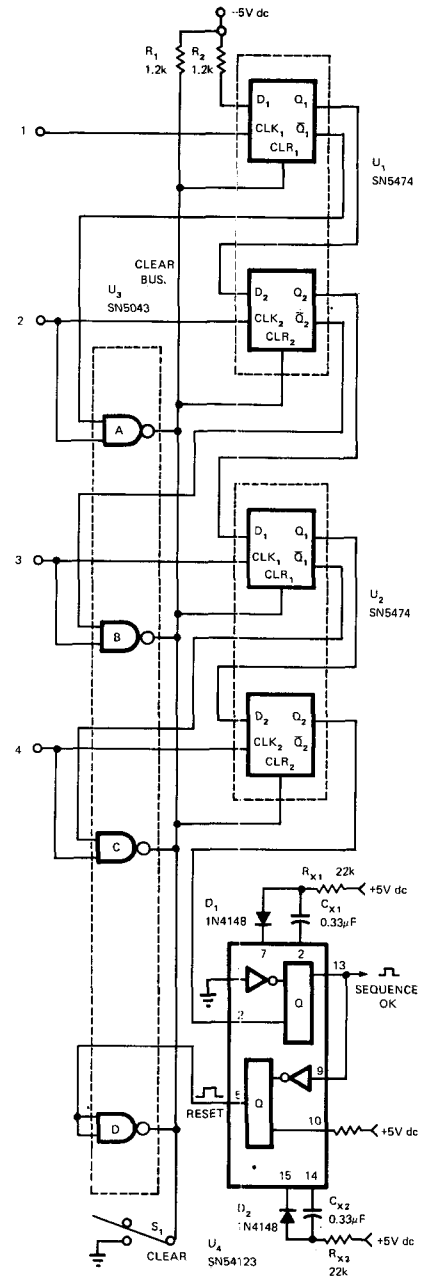 -5V dc
R1 R2
1.2k 1.2k
D1 Q1
1 CLK1 Q̅1
CLR1
U1
SN5474
CLEAR
BUS.
U3
SN5043
D2 Q2
2 CLK2 Q̅2
CLR2
A
D1 Q1
3 CLK1 Q̅1
CLR1
U2
SN5474
B
D2 Q2
4 CLK2 Q̅2
CLR2
C
RX1 22k
+5V dc
D1
1N4148
CX1
0.33µF
7 2
13
Q
SEQUENCE
OK
2
9
Q
RESET
10
+5V dc
D
15 14
D2
1N4148
CX2
0.33µF
S1
CLEAR
U4
SN54123
+5V dc
22k